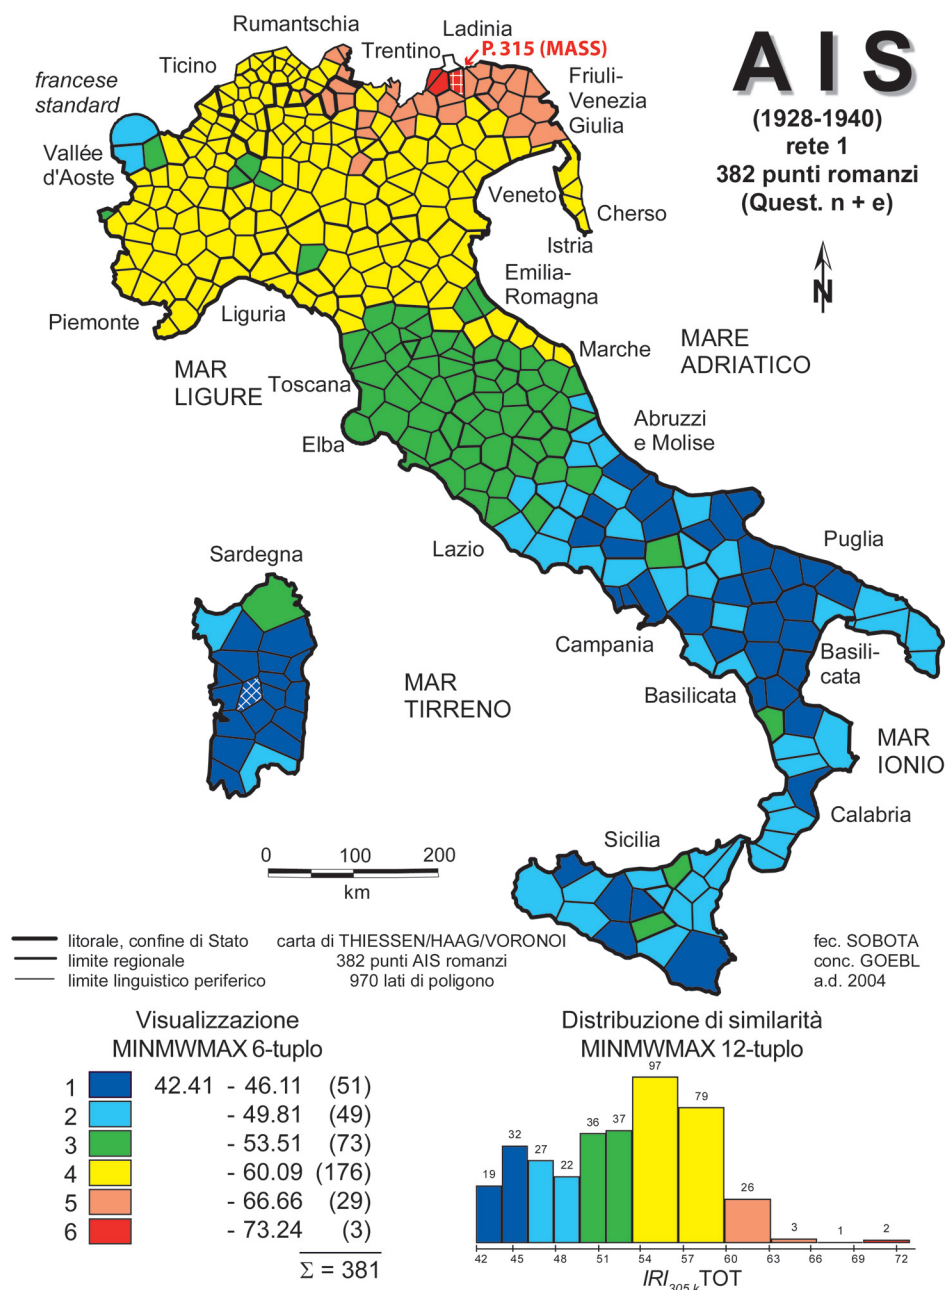 Rumantschia
Ladinia
Trentino
P. 315 (MASS)
Ticino
francese
standard
Friuli-
Venezia
Giulia
Vallée
d'Aoste
Veneto
Cherso
Istria
Emilia-
Romagna
Piemonte
Liguria
Marche
MAR
LIGURE
MARE
ADRIATICO
Toscana
Elba
Abruzzi
e Molise
Lazio
Puglia
Sardegna
Campania
Basili-
cata
Basilicata
MAR
TIRRENO
MAR
IONIO
Calabria
Sicilia
AIS
(1928-1940)
rete 1
382 punti romanzi
(Quest. n + e)
N
0 100 200
km
litorale, confine di Stato
limite regionale
limite linguistico periferico
carta di THIESSEN/HAAG/VORONOI
382 punti AIS romanzi
970 lati di poligono
fec. SOBOTA
conc. GOEBL
a.d. 2004
Visualizzazione
MINMWMAX 6-tuplo
1 42.41 - 46.11 (51)
2 - 49.81 (49)
3 - 53.51 (73)
4 - 60.09 (176)
5 - 66.66 (29)
6 - 73.24 (3)
Σ = 381
Distribuzione di similarità
MINMWMAX 12-tuplo
19 32 27 22 36 37 97 79 26 3 1 2
42 45 48 51 54 57 60 63 66 69 72
IRI305,kTOT